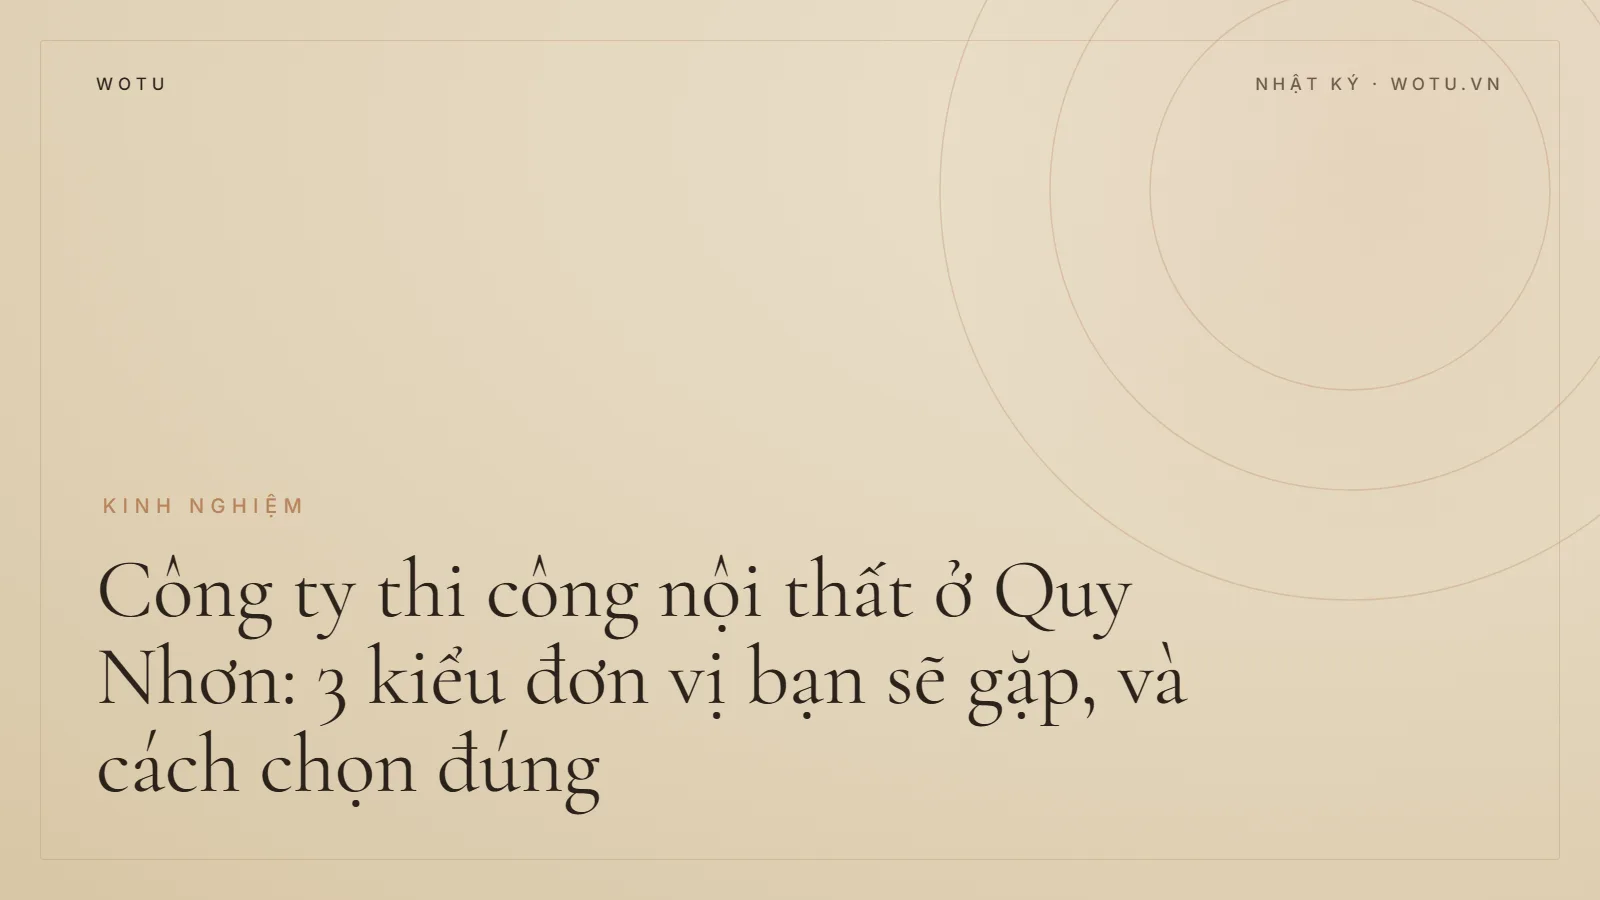 WOTU
NHẬT KÝ · WOTU.VN
KINH NGHIỆM
Công ty thi công nội thất ở Quy
Nhơn: 3 kiểu đơn vị bạn sẽ gặp, và
cách chọn đúng